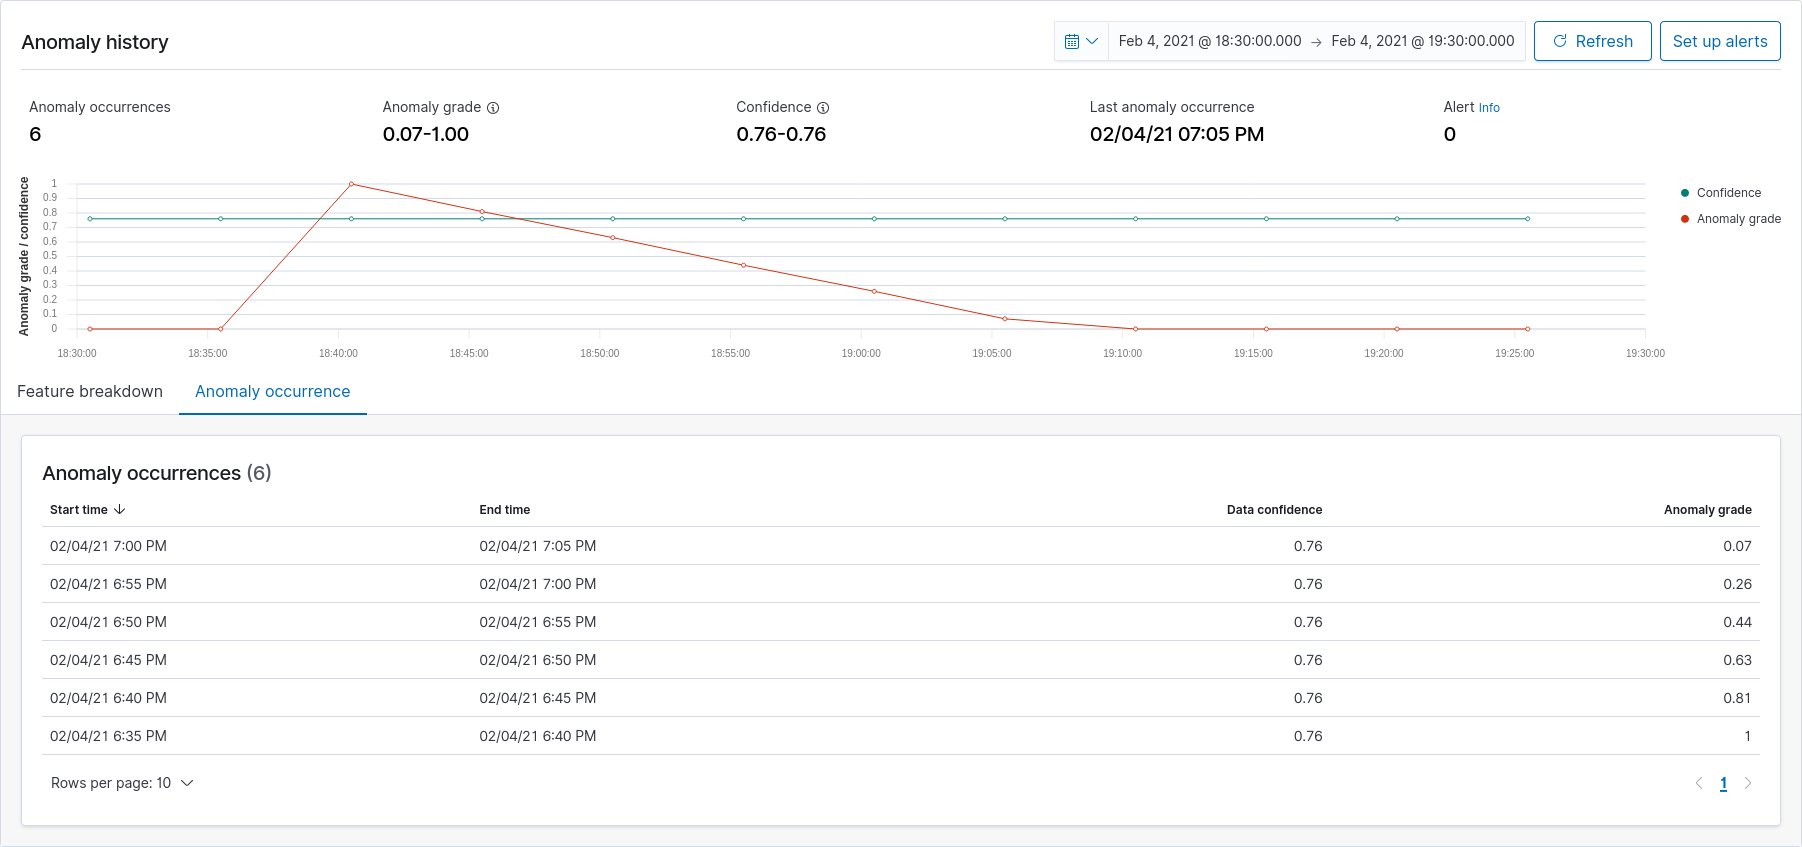 Anomaly history
Feb 4, 2021 @ 18:30:00.000 → Feb 4, 2021 @ 19:30:00.000
Refresh
Set up alerts
Anomaly occurrences
6
Anomaly grade
0.07-1.00
Confidence
0.76-0.76
Last anomaly occurrence
02/04/21 07:05 PM
Alert Info
0
Anomaly grade / confidence
1
0.9
0.8
0.7
0.6
0.5
0.4
0.3
0.2
0.1
0
18:30:00 18:35:00 18:40:00 18:45:00 18:50:00 18:55:00 19:00:00 19:05:00 19:10:00 19:15:00 19:20:00 19:25:00 19:30:00
Confidence
Anomaly grade
Feature breakdown Anomaly occurrence
Anomaly occurrences (6)
Start time ↓ End time Data confidence Anomaly grade
02/04/21 7:00 PM 02/04/21 7:05 PM 0.76 0.07
02/04/21 6:55 PM 02/04/21 7:00 PM 0.76 0.26
02/04/21 6:50 PM 02/04/21 6:55 PM 0.76 0.44
02/04/21 6:45 PM 02/04/21 6:50 PM 0.76 0.63
02/04/21 6:40 PM 02/04/21 6:45 PM 0.76 0.81
02/04/21 6:35 PM 02/04/21 6:40 PM 0.76 1
Rows per page: 10
1